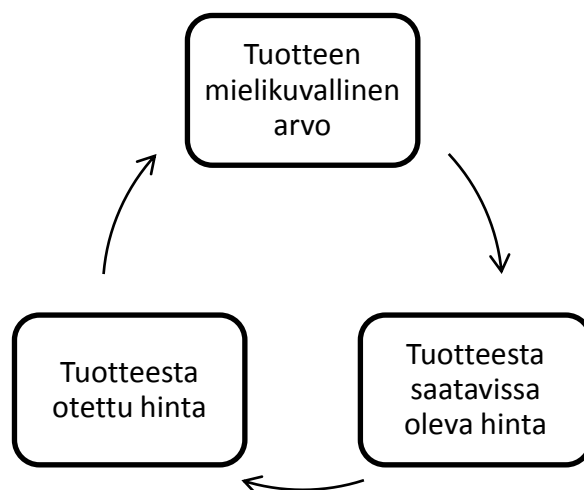 Tuotteen
mielikuvallinen
arvo
Tuotteesta
otettu hinta
Tuotteesta
saatavissa
oleva hinta